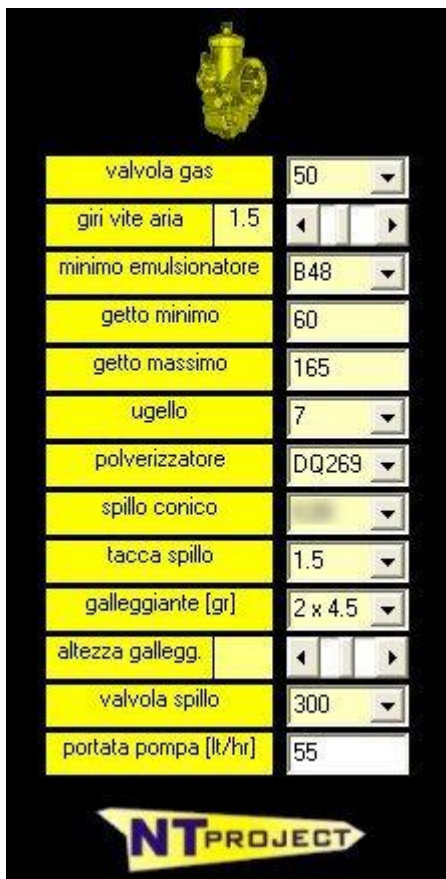 valvola gas 50
giri vite aria 1.5
minimo emulsionatore B48
getto minimo 60
getto massimo 165
ugello 7
polverizzatore DQ269
spillo conico
tacca spillo 1.5
galleggiante [gr] 2 x 4.5
altezza gallegg.
valvola spillo 300
portata pompa [lt/hr] 55
NTPROJECT